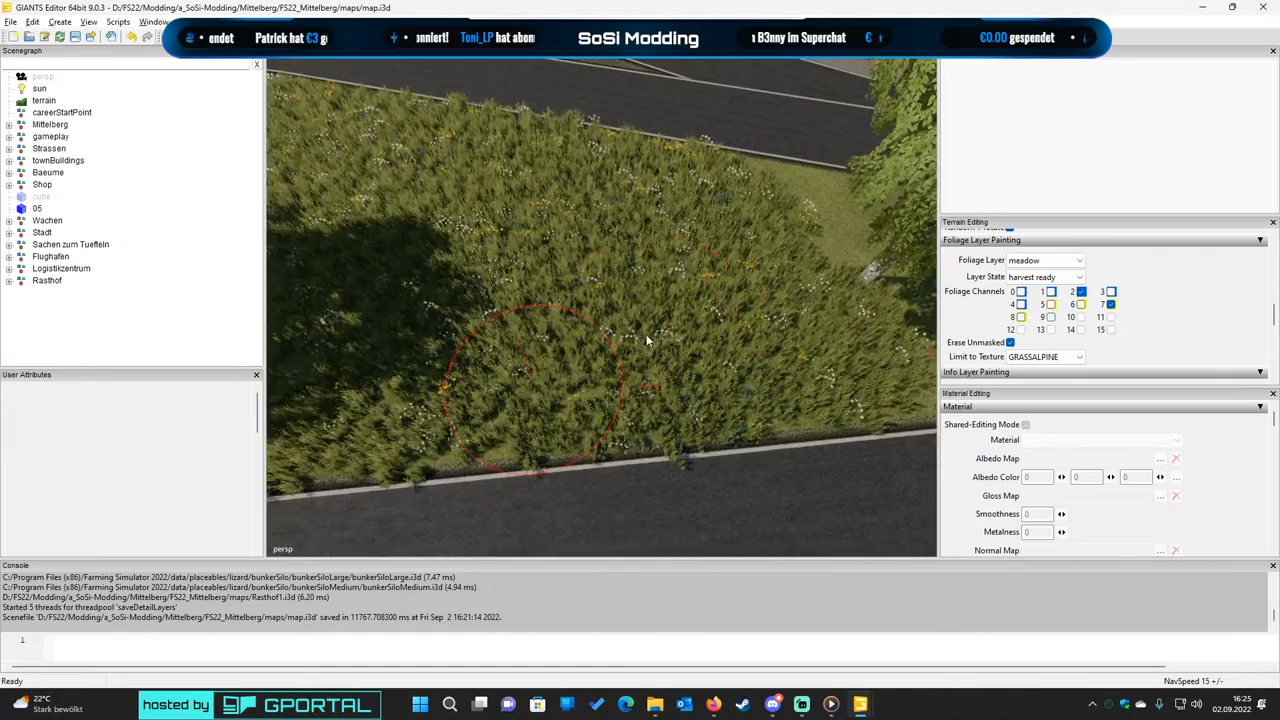 GIANTS Editor 64bit 9.0.3 - D:/FS22/Modding/a_SoSi-Modding/Mittelberg/FS22_Mittelberg/maps/map.i3d
File Edit Create View Scripts Window
endet Patrick hat €3 onniert! Toni_LP hat abon SoSi Modding n B3nny Im Superchat € €0.00 gespendet
Scenegraph
X
persp
sun
terrain
careerStartPoint
Mittelberg
gameplay
Strassen
townBuildings
Baeume
Shop
cube
05
Wachen
Stadt
Sachen zum Tuefteln
Flughafen
Logistikzentrum
Rasthof
User Attributes
persp
Terrain Editing
Foliage Layer Painting
Foliage Layer meadow
Layer State harvest ready
Foliage Channels 0 1 2 3
4 5 6 7
8 9 10 11
12 13 14 15
Erase Unmasked
Limit to Texture GRASSALPINE
Info Layer Painting
Material Editing
Material
Shared-Editing Mode
Material
Albedo Map ...
Albedo Color 0 0 0 ...
Gloss Map ...
Smoothness 0
Metalness 0
Normal Map ...
Console
C:/Program Files (x86)/Farming Simulator 2022/data/placeables/lizard/bunkerSilo/bunkerSiloLarge/bunkerSiloLarge.i3d (7.47 ms)
C:/Program Files (x86)/Farming Simulator 2022/data/placeables/lizard/bunkerSilo/bunkerSiloMedium/bunkerSiloMedium.i3d (4.94 ms)
D:/FS22/Modding/a_SoSi-Modding/Mittelberg/FS22_Mittelberg/maps/Rasthof1.i3d (6.20 ms)
Started 5 threads for threadpool 'saveDetailLayers'
Scenefile 'D:/FS22/Modding/a_SoSi-Modding/Mittelberg/FS22_Mittelberg/maps/map.i3d' saved in 11767.708300 ms at Fri Sep 2 16:21:14 2022.
1
Ready
NavSpeed 15 +/-
22°C
Stark bewölkt
hosted by GPORTAL
16:25
02.09.2022